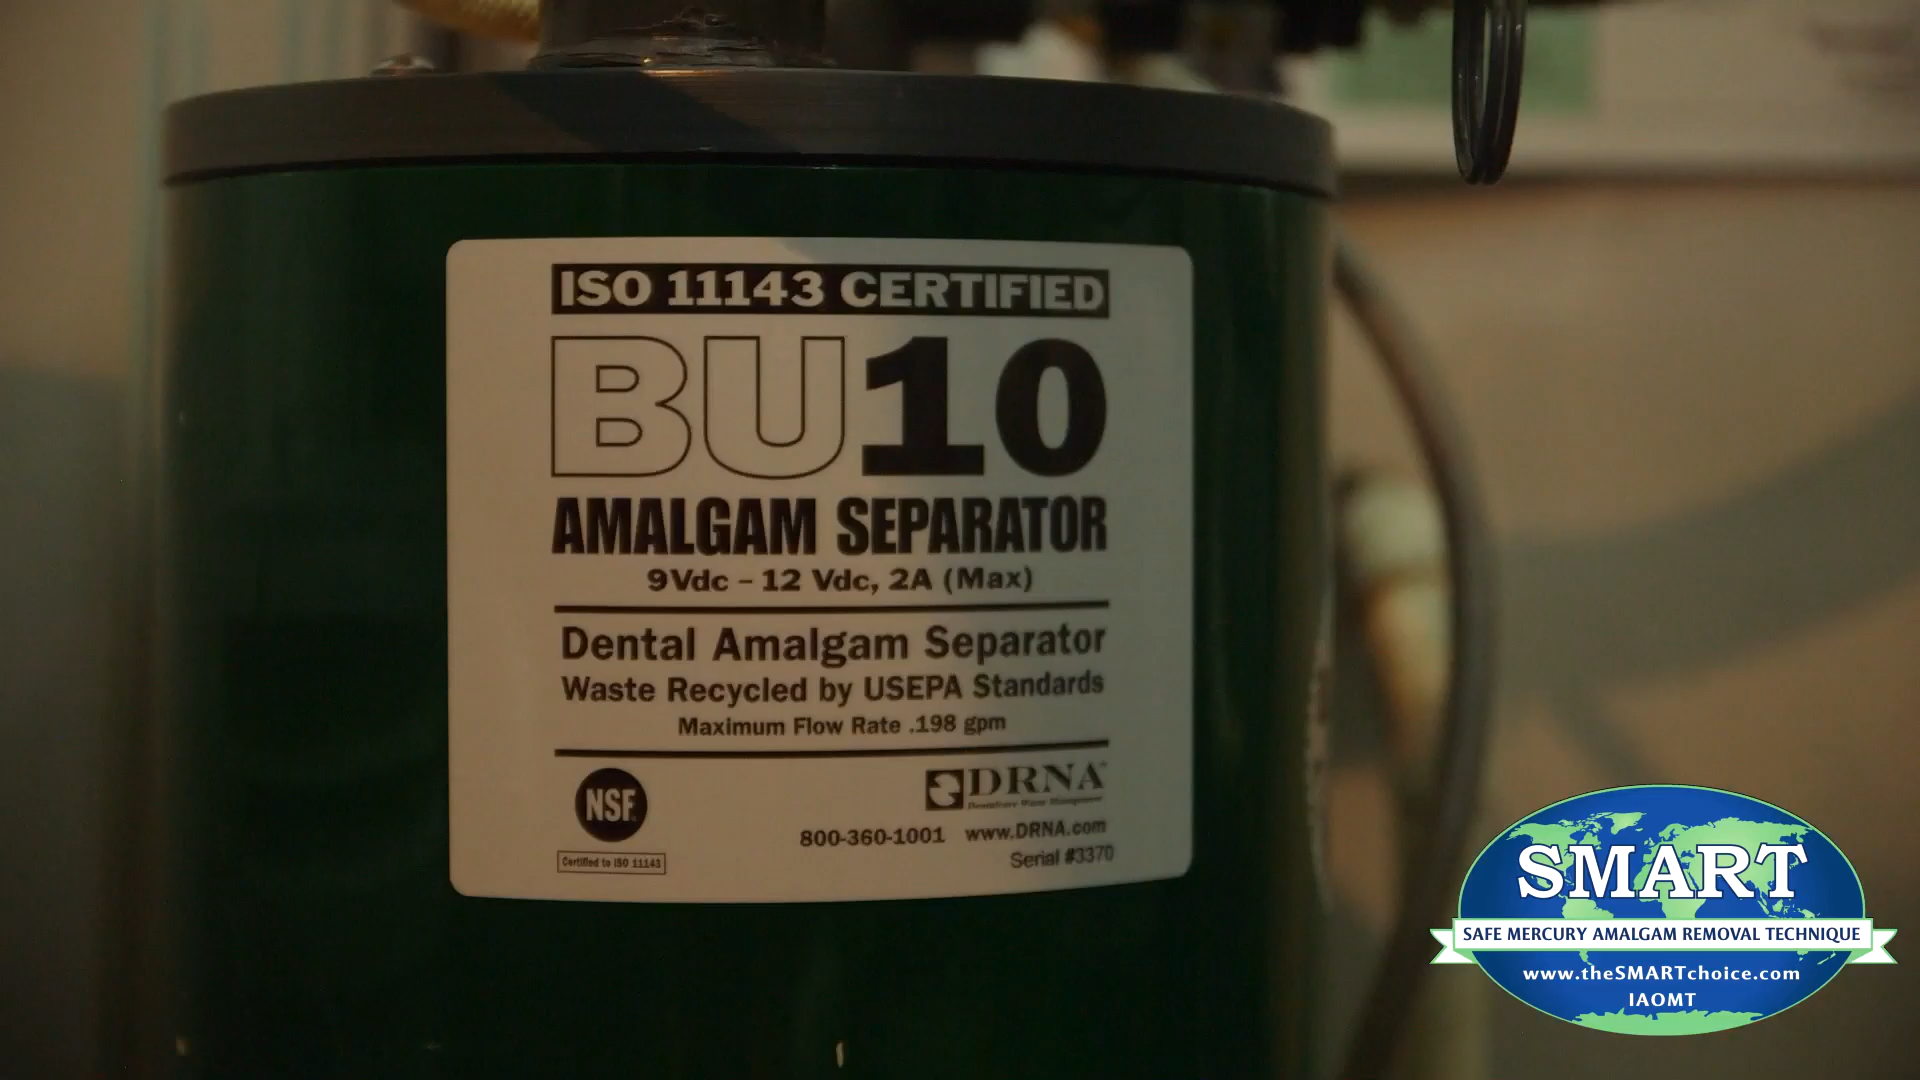 ISO 11143 CERTIFIED
BU10
AMALGAM SEPARATOR
9Vdc – 12 Vdc, 2A (Max)
Dental Amalgam Separator
Waste Recycled by USEPA Standards
Maximum Flow Rate .198 gpm
NSF
Certified to ISO 11143
DRNA
800-360-1001 www.DRNA.com
Serial #3370
SMART
SAFE MERCURY AMALGAM REMOVAL TECHNIQUE
www.theSMARTchoice.com
IAOMT